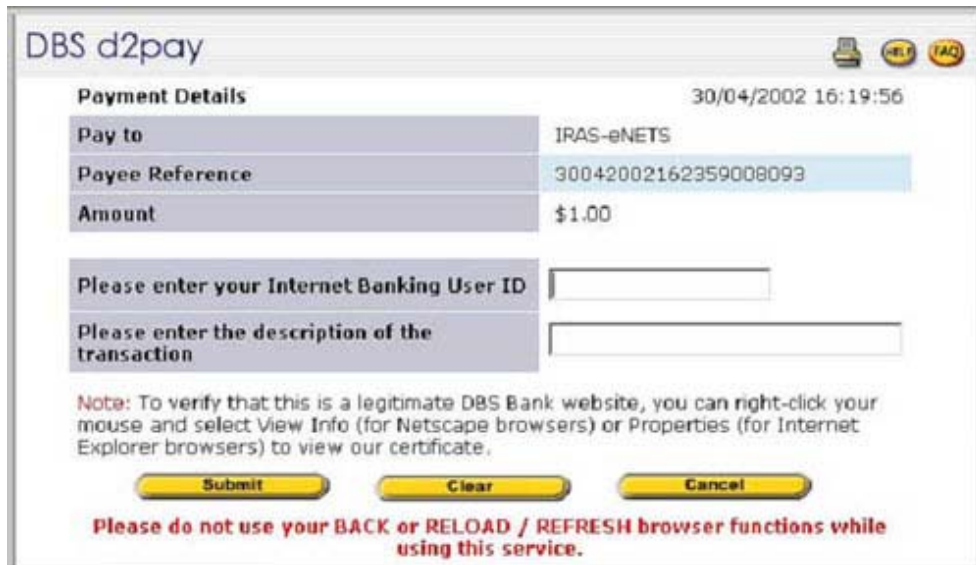 DBS d2pay
HELP FAQ
Payment Details 30/04/2002 16:19:56
Pay to IRAS-eNETS
Payee Reference 30042002162359008093
Amount $1.00
Please enter your Internet Banking User ID
Please enter the description of the
transaction
Note: To verify that this is a legitimate DBS Bank website, you can right-click your
mouse and select View Info (for Netscape browsers) or Properties (for Internet
Explorer browsers) to view our certificate.
Submit Clear Cancel
Please do not use your BACK or RELOAD / REFRESH browser functions while
using this service.